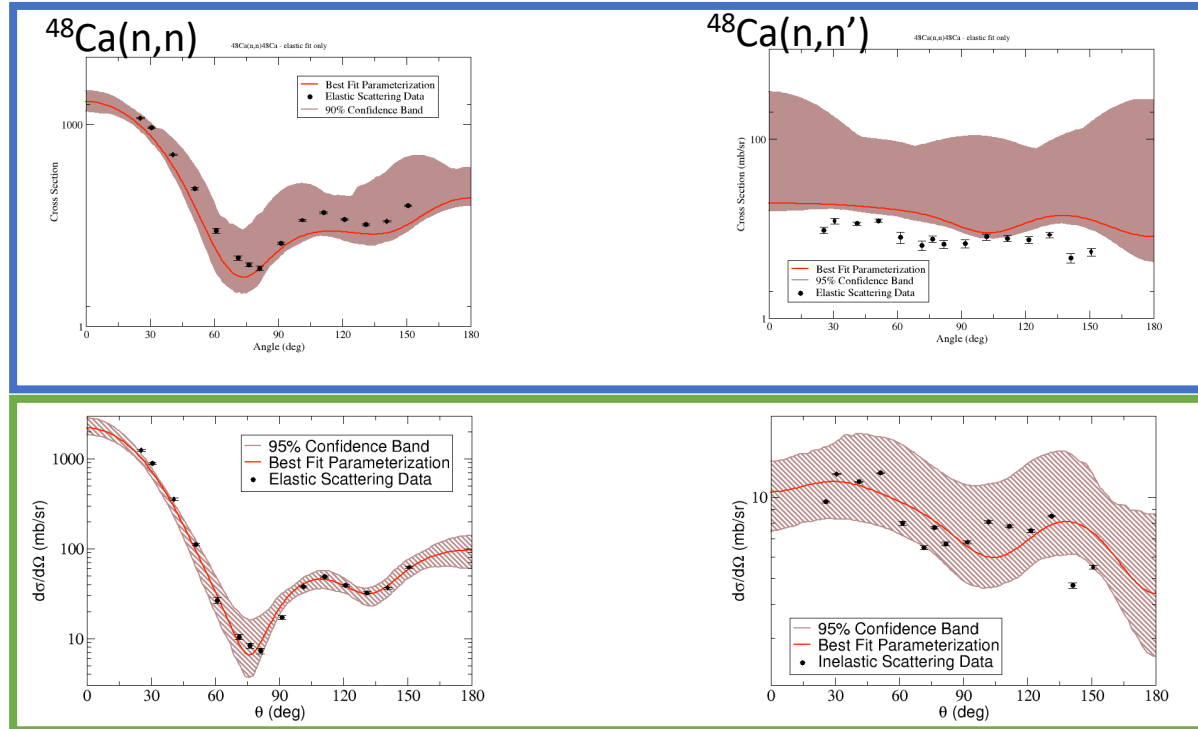 48Ca(n,n)
48Ca(n,n)48Ca - elastic fit only
Best Fit Parameterization
Elastic Scattering Data
90% Confidence Band
1000
1
Cross Section
0 30 60 90 120 150 180
Angle (deg)
48Ca(n,n’)
48Ca(n,n)48Ca - elastic fit only
100
1
Cross Section (mb/sr)
Best Fit Parameterization
95% Confidence Band
Elastic Scattering Data
0 30 60 90 120 150 180
Angle (deg)
95% Confidence Band
Best Fit Parameterization
Elastic Scattering Data
1000
100
10
dσ/dΩ (mb/sr)
0 30 60 90 120 150 180
θ (deg)
10
dσ/dΩ (mb/sr)
95% Confidence Band
Best Fit Parameterization
Inelastic Scattering Data
0 30 60 90 120 150 180
θ (deg)